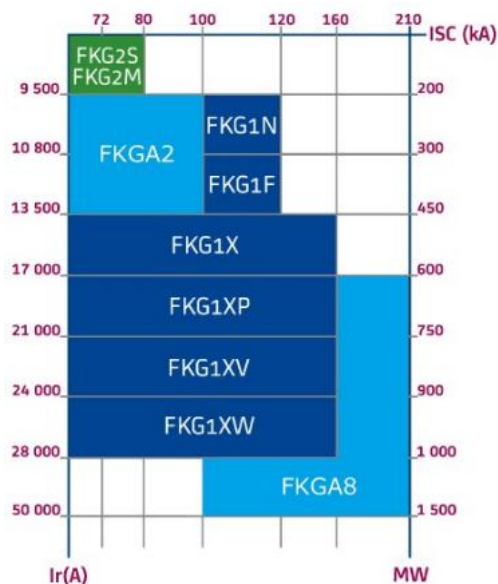 72 80 100 120 160 210
ISC (kA)
FKG2S
FKG2M
9 500
200
FKGA2
FKG1N
10 800
300
FKG1F
13 500
450
FKG1X
17 000
600
FKG1XP
21 000
750
FKG1XV
24 000
900
FKG1XW
28 000
1 000
FKGA8
50 000
1 500
Ir(A)
MW